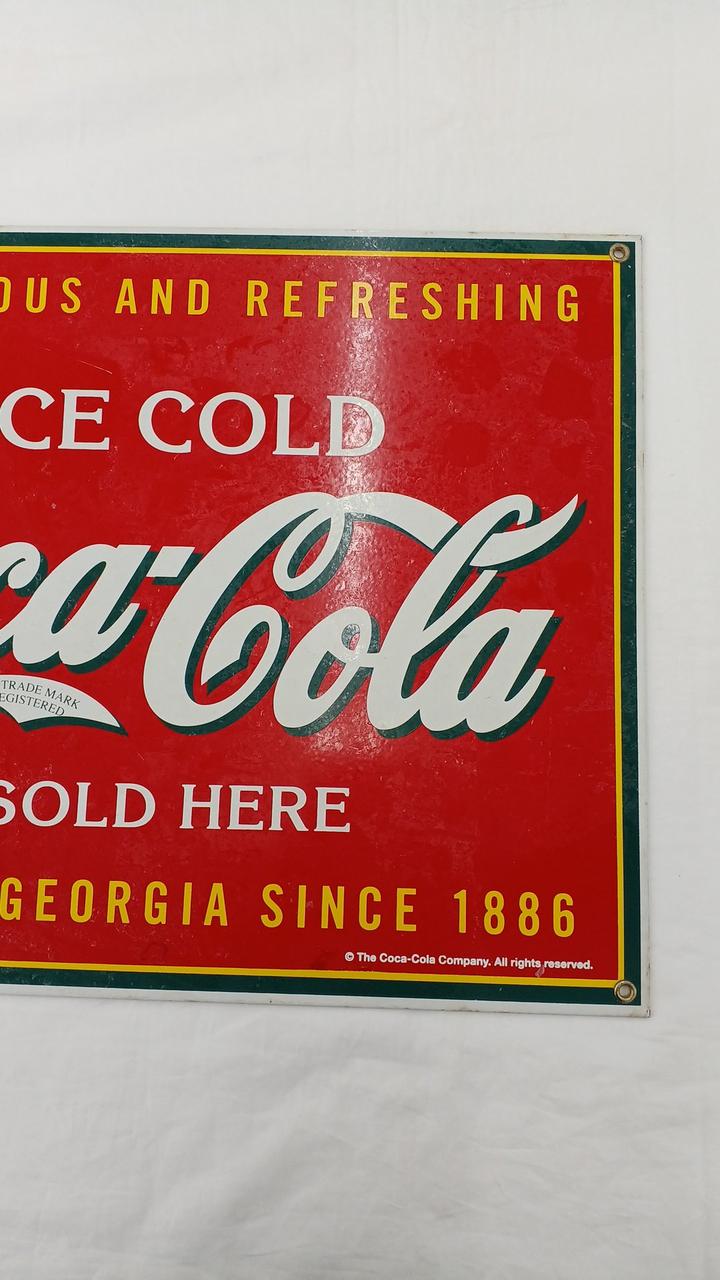 OUS AND REFRESHING
CE COLD
ca-Cola
TRADE MARK
EGISTERED
SOLD HERE
GEORGIA SINCE 1886
© The Coca-Cola Company. All rights reserved.